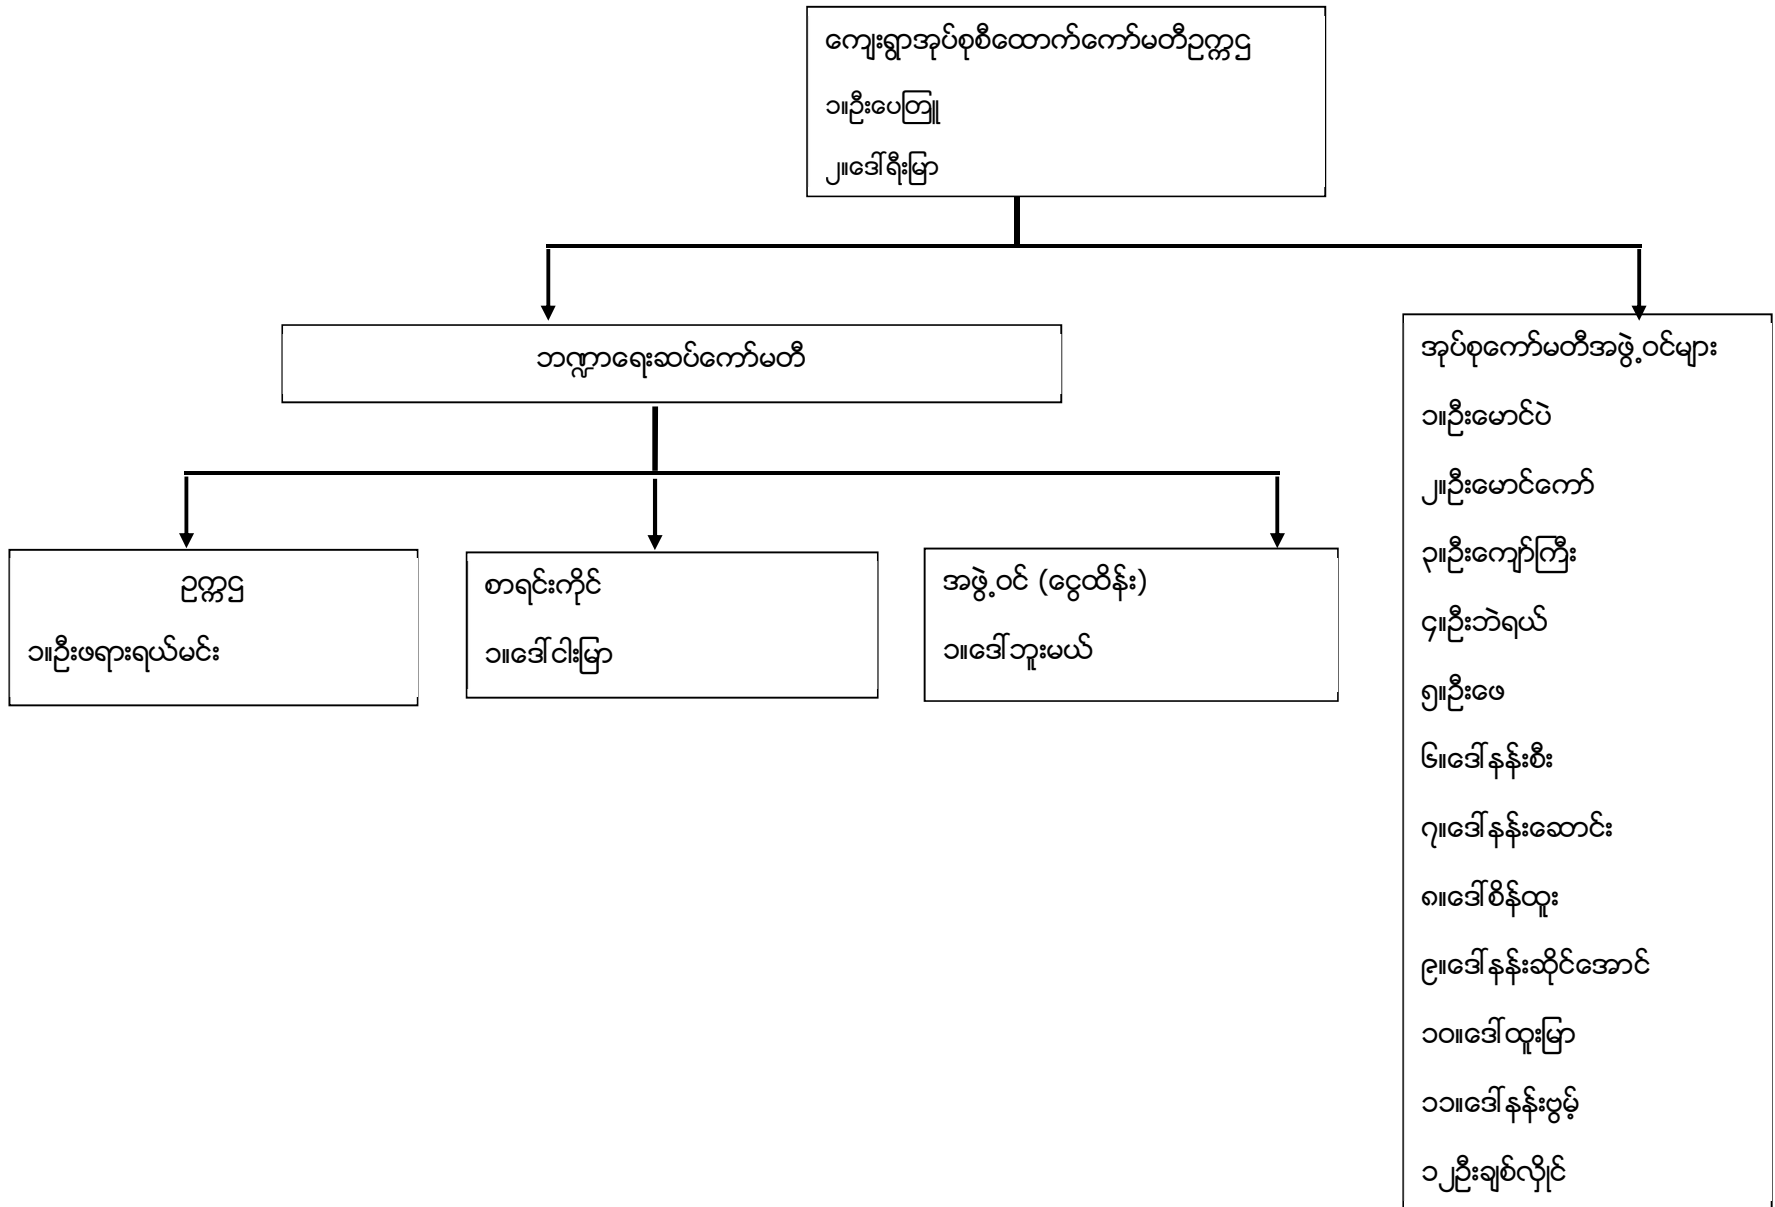 ကျေးရွာအုပ်စုစီထောက်ကော်မတီဥက္ကဌ
၁။ဦးပေတြူ
၂။ဒေါ်ရီးမြာ
ဘဏ္ဍာရေးဆပ်ကော်မတီ
ဥက္ကဌ
၁။ဦးဖရားရယ်မင်း
စာရင်းကိုင်
၁။ဒေါ်ငါးမြာ
အဖွဲ့ဝင် (ငွေထိန်း)
၁။ဒေါ်ဘူးမယ်
အုပ်စုကော်မတီအဖွဲ့ဝင်များ
၁။ဦးမောင်ပဲ
၂။ဦးမောင်ကော်
၃။ဦးကျော်ကြီး
၄။ဦးဘဲရယ်
၅။ဦးဖေ
၆။ဒေါ်နန်းစီး
၇။ဒေါ်နန်းဆောင်း
၈။ဒေါ်စိန်ထူး
၉။ဒေါ်နန်းဆိုင်အောင်
၁၀။ဒေါ်ထူးမြာ
၁၁။ဒေါ်နန်းဗွမ့်
၁၂ဦးချစ်လှိုင်